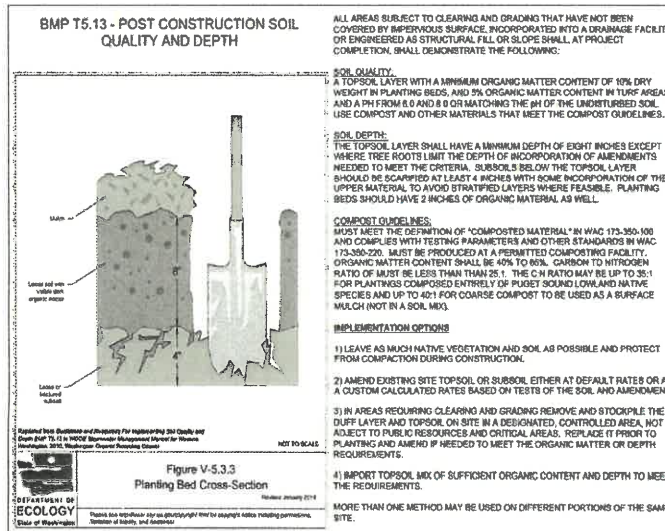 BMP T5.13 - POST CONSTRUCTION SOIL
QUALITY AND DEPTH
Mulch
Loose soil with
visible dark
organic matter
Loose or
fractured
subsoil
8"
4"
NOT TO SCALE
Figure V-5.3.3
Planting Bed Cross-Section
Revised January 2016
DEPARTMENT OF
ECOLOGY
State of Washington
ALL AREAS SUBJECT TO CLEARING AND GRADING THAT HAVE NOT BEEN
COVERED BY IMPERVIOUS SURFACE, INCORPORATED INTO A DRAINAGE FACILIT
OR ENGINEERED AS STRUCTURAL FILL OR SLOPE SHALL, AT PROJECT
COMPLETION, SHALL DEMONSTRATE THE FOLLOWING:
SOIL QUALITY:
A TOPSOIL LAYER WITH A MINIMUM ORGANIC MATTER CONTENT OF 10% DRY
WEIGHT IN PLANTING BEDS, AND 5% ORGANIC MATTER CONTENT IN TURF AREAS
AND A PH FROM 6.0 AND 8.0 OR MATCHING THE pH OF THE UNDISTURBED SOIL.
USE COMPOST AND OTHER MATERIALS THAT MEET THE COMPOST GUIDELINES.
SOIL DEPTH:
THE TOPSOIL LAYER SHALL HAVE A MINIMUM DEPTH OF EIGHT INCHES EXCEPT
WHERE TREE ROOTS LIMIT THE DEPTH OF INCORPORATION OF AMENDMENTS
NEEDED TO MEET THE CRITERIA. SUBSOILS BELOW THE TOPSOIL LAYER
SHOULD BE SCARIFIED AT LEAST 4 INCHES WITH SOME INCORPORATION OF THE
UPPER MATERIAL TO AVOID STRATIFIED LAYERS WHERE FEASIBLE. PLANTING
BEDS SHOULD HAVE 2 INCHES OF ORGANIC MATERIAL AS WELL.
COMPOST GUIDELINES:
MUST MEET THE DEFINITION OF "COMPOSTED MATERIAL" IN WAC 173-350-100
AND COMPLIES WITH TESTING PARAMETERS AND OTHER STANDARDS IN WAC
173-350-220. MUST BE PRODUCED AT A PERMITTED COMPOSTING FACILITY.
ORGANIC MATTER CONTENT SHALL BE 40% TO 65%. CARBON TO NITROGEN
RATIO OF MUST BE LESS THAN THAN 25:1. THE C:N RATIO MAY BE UP TO 35:1
FOR PLANTINGS COMPOSED ENTIRELY OF PUGET SOUND LOWLAND NATIVE
SPECIES AND UP TO 40:1 FOR COARSE COMPOST TO BE USED AS A SURFACE
MULCH (NOT IN A SOIL MIX).
IMPLEMENTATION OPTIONS
1) LEAVE AS MUCH NATIVE VEGETATION AND SOIL AS POSSIBLE AND PROTECT
FROM COMPACTION DURING CONSTRUCTION.
2) AMEND EXISTING SITE TOPSOIL OR SUBSOIL EITHER AT DEFAULT RATES OR A
A CUSTOM CALCULATED RATES BASED ON TESTS OF THE SOIL AND AMENDMEN
3) IN AREAS REQUIRING CLEARING AND GRADING REMOVE AND STOCKPILE THE
DUFF LAYER AND TOPSOIL ON SITE IN A DESIGNATED, CONTROLLED AREA, NOT
ADJECT TO PUBLIC RESOURCES AND CRITICAL AREAS. REPLACE IT PRIOR TO
PLANTING AND AMEND IF NEEDED TO MEET THE ORGANIC MATTER OR DEPTH
REQUIREMENTS.
4) IMPORT TOPSOIL MIX OF SUFFICIENT ORGANIC CONTENT AND DEPTH TO MEE
THE REQUIREMENTS.
MORE THAN ONE METHOD MAY BE USED ON DIFFERENT PORTIONS OF THE SAM
SITE.